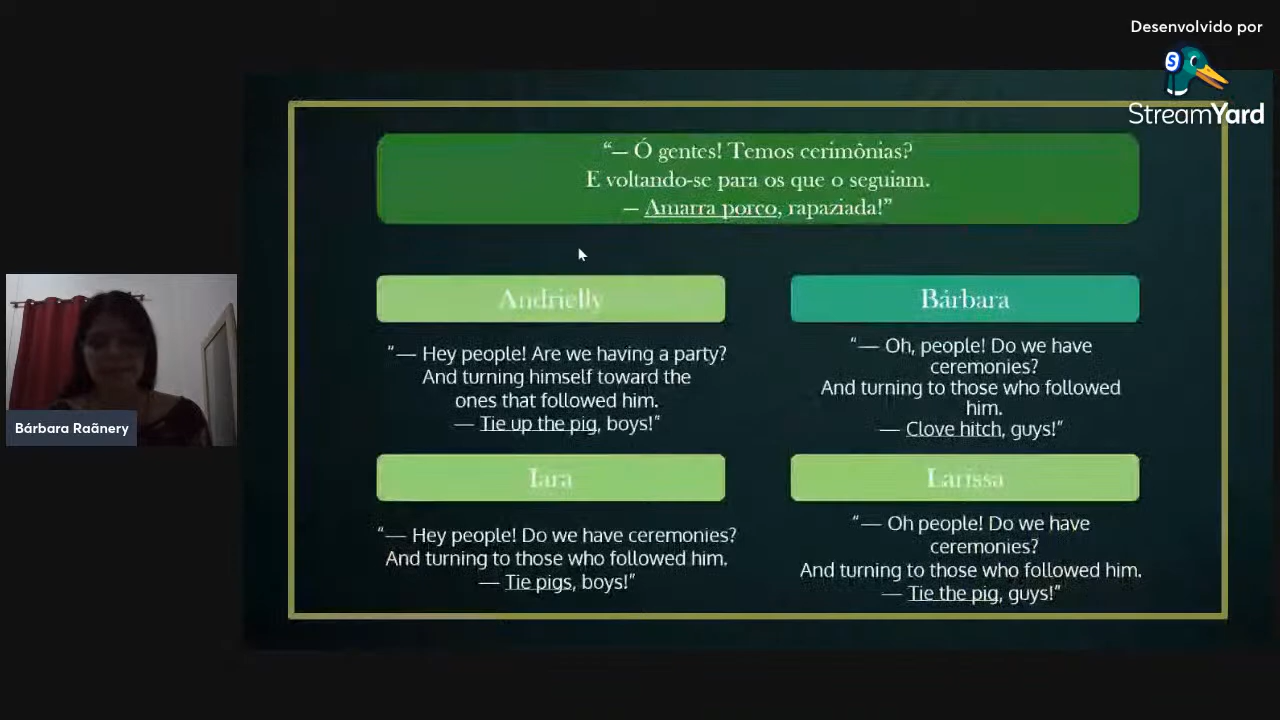 Desenvolvido por
StreamYard
“— Ó gentes! Temos cerimônias?
E voltando-se para os que o seguiam.
— Amarra porco, rapaziada!”
Andrielly
“— Hey people! Are we having a party?
And turning himself toward the
ones that followed him.
— Tie up the pig, boys!”
Bárbara
“— Oh, people! Do we have
ceremonies?
And turning to those who followed
him.
— Clove hitch, guys!”
Iara
“— Hey people! Do we have ceremonies?
And turning to those who followed him.
— Tie pigs, boys!”
Larissa
“— Oh people! Do we have
ceremonies?
And turning to those who followed him.
— Tie the pig, guys!”
Bárbara Raãnery